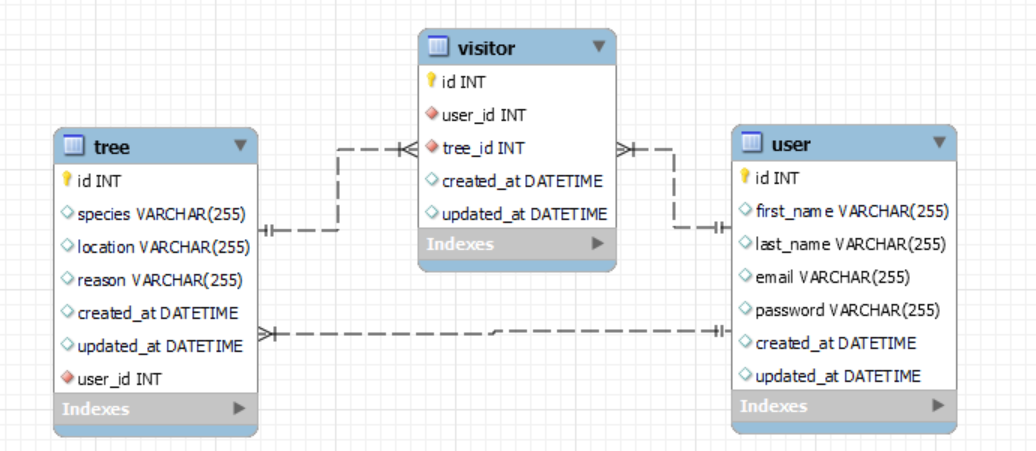 visitor
id INT
user_id INT
tree_id INT
created_at DATETIME
updated_at DATETIME
Indexes
tree
id INT
species VARCHAR(255)
location VARCHAR(255)
reason VARCHAR(255)
created_at DATETIME
updated_at DATETIME
user_id INT
Indexes
user
id INT
first_name VARCHAR(255)
last_name VARCHAR(255)
email VARCHAR(255)
password VARCHAR(255)
created_at DATETIME
updated_at DATETIME
Indexes